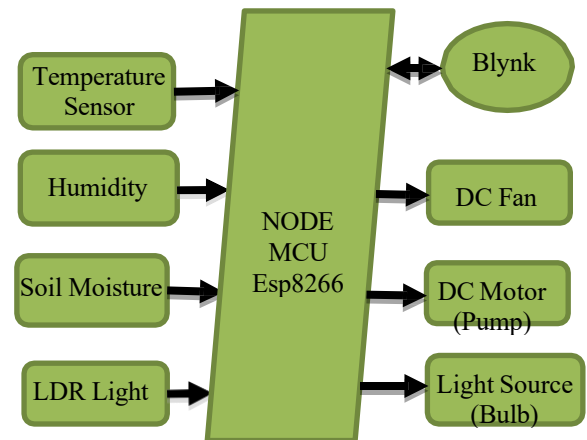 Temperature
Sensor
Humidity
Soil Moisture
LDR Light
NODE
MCU
Esp8266
Blynk
DC Fan
DC Motor
(Pump)
Light Source
(Bulb)